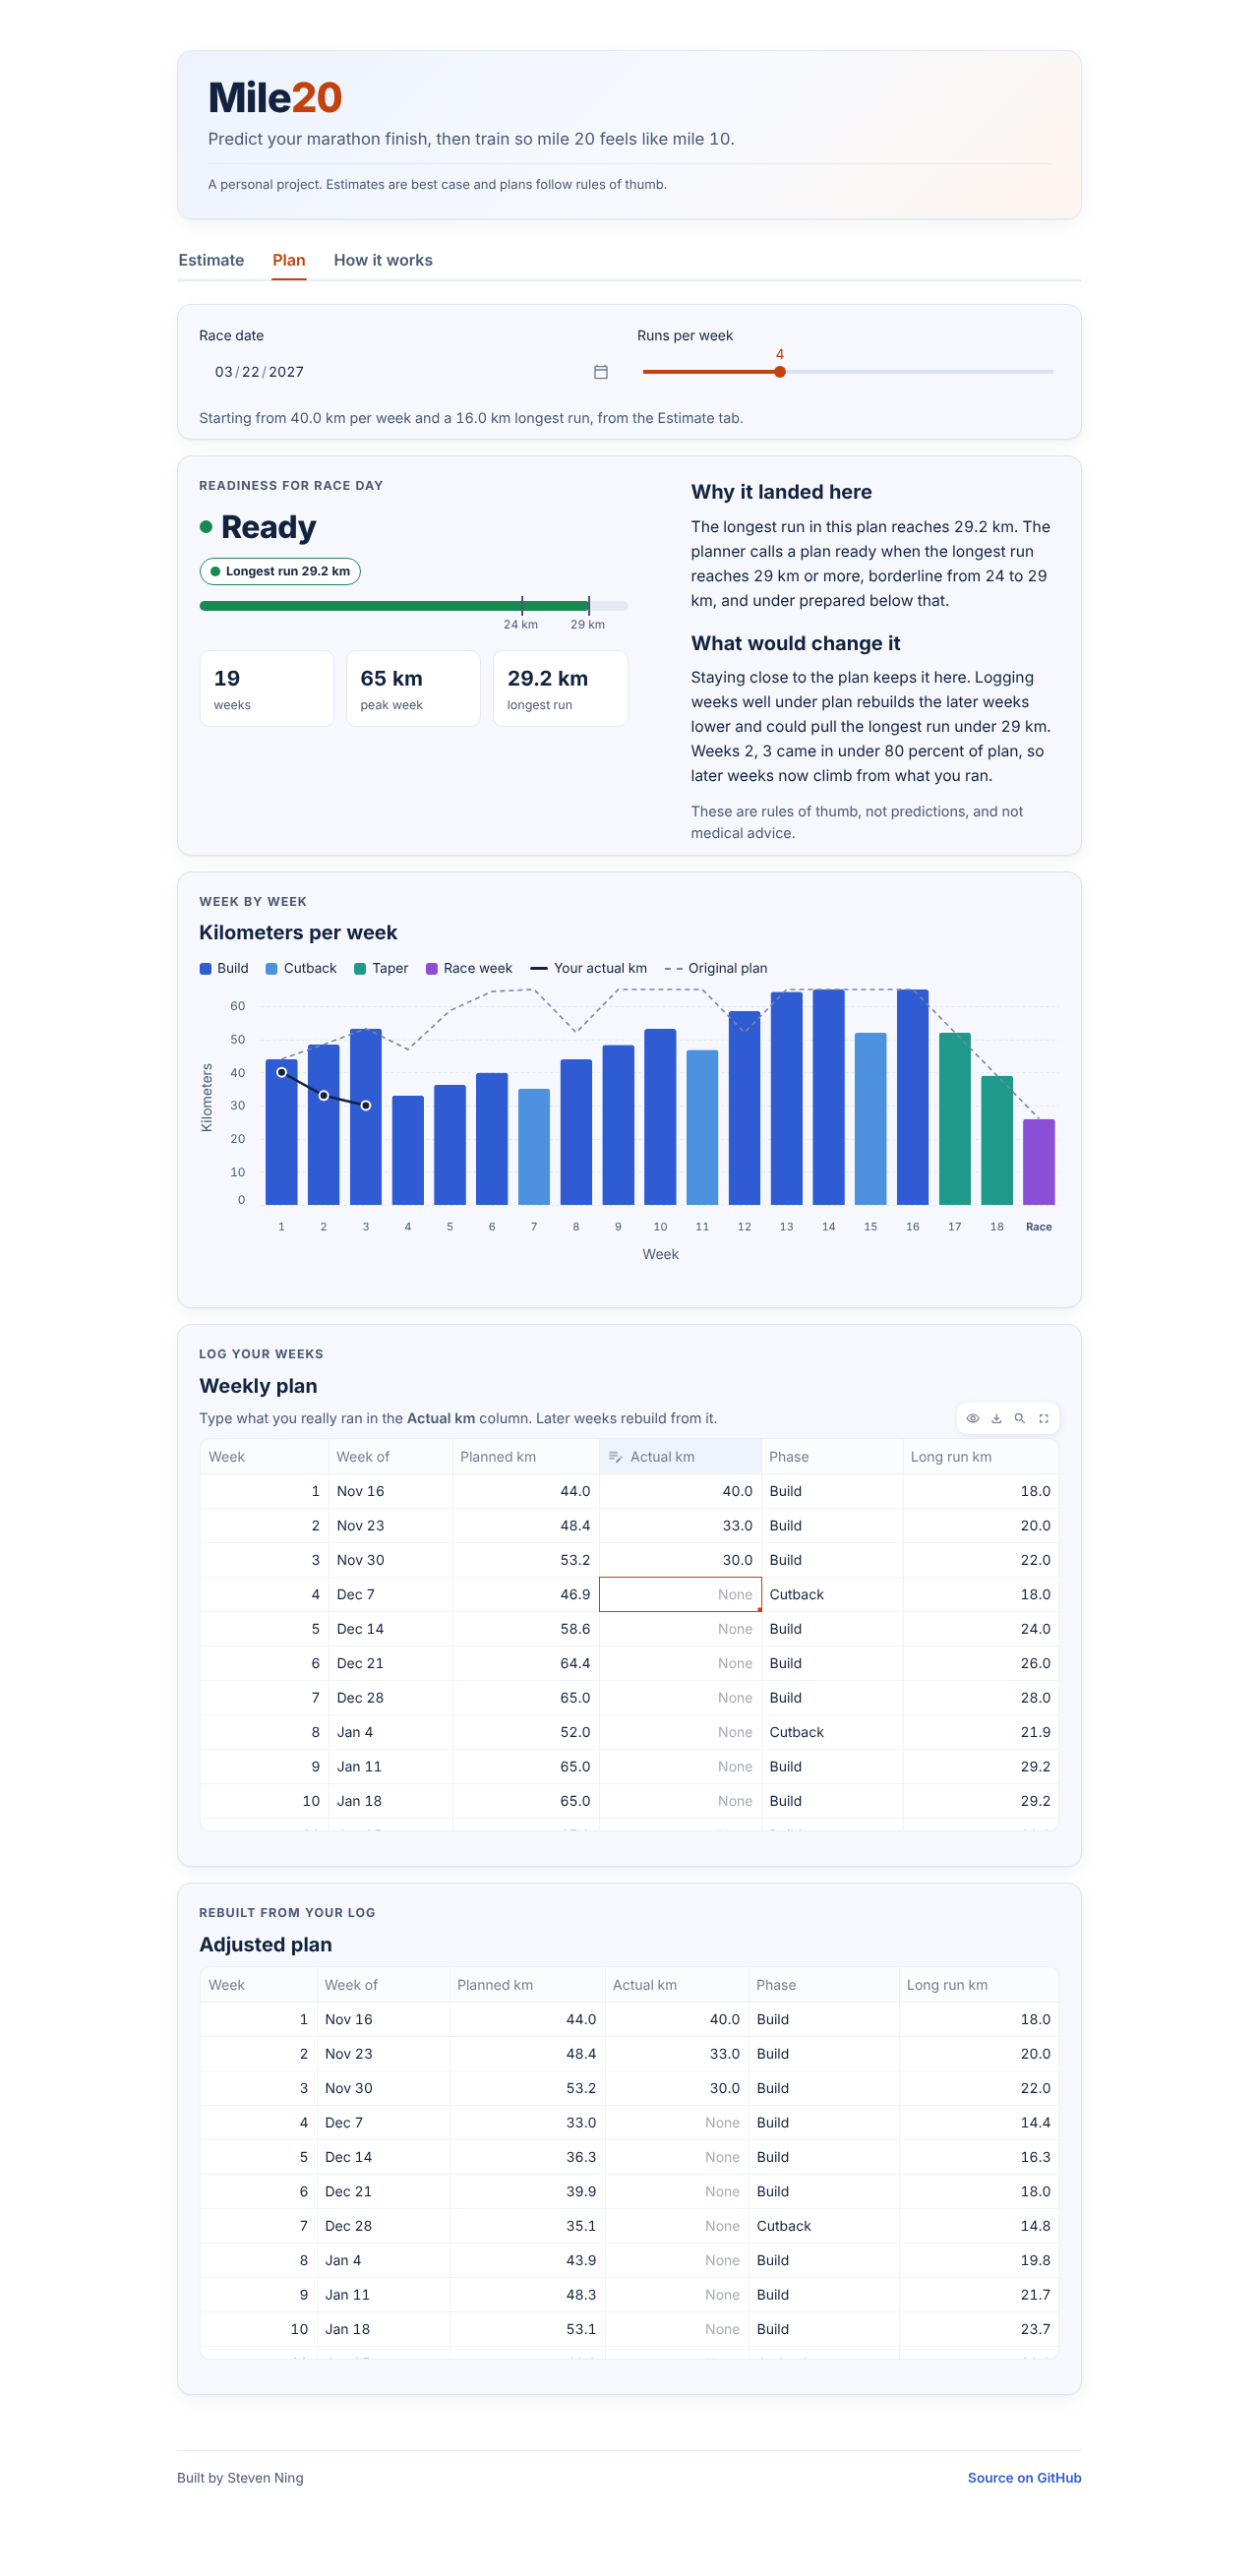 Mile20
Predict your marathon finish, then train so mile 20 feels like mile 10.
A personal project. Estimates are best case and plans follow rules of thumb.
Estimate Plan How it works
Race date
03/22/2027
Runs per week
4
Starting from 40.0 km per week and a 16.0 km longest run, from the Estimate tab.
READINESS FOR RACE DAY
Ready
Longest run 29.2 km
24 km 29 km
19
weeks
65 km
peak week
29.2 km
longest run
Why it landed here
The longest run in this plan reaches 29.2 km. The
planner calls a plan ready when the longest run
reaches 29 km or more, borderline from 24 to 29
km, and under prepared below that.
What would change it
Staying close to the plan keeps it here. Logging
weeks well under plan rebuilds the later weeks
lower and could pull the longest run under 29 km.
Weeks 2, 3 came in under 80 percent of plan, so
later weeks now climb from what you ran.
These are rules of thumb, not predictions, and not
medical advice.
WEEK BY WEEK
Kilometers per week
Build Cutback Taper Race week Your actual km Original plan
Kilometers
60
50
40
30
20
10
0
1 2 3 4 5 6 7 8 9 10 11 12 13 14 15 16 17 18 Race
Week
LOG YOUR WEEKS
Weekly plan
Type what you really ran in the Actual km column. Later weeks rebuild from it.
Week Week of Planned km Actual km Phase Long run km
1 Nov 16 44.0 40.0 Build 18.0
2 Nov 23 48.4 33.0 Build 20.0
3 Nov 30 53.2 30.0 Build 22.0
4 Dec 7 46.9 None Cutback 18.0
5 Dec 14 58.6 None Build 24.0
6 Dec 21 64.4 None Build 26.0
7 Dec 28 65.0 None Build 28.0
8 Jan 4 52.0 None Cutback 21.9
9 Jan 11 65.0 None Build 29.2
10 Jan 18 65.0 None Build 29.2
REBUILT FROM YOUR LOG
Adjusted plan
Week Week of Planned km Actual km Phase Long run km
1 Nov 16 44.0 40.0 Build 18.0
2 Nov 23 48.4 33.0 Build 20.0
3 Nov 30 53.2 30.0 Build 22.0
4 Dec 7 33.0 None Build 14.4
5 Dec 14 36.3 None Build 16.3
6 Dec 21 39.9 None Build 18.0
7 Dec 28 35.1 None Cutback 14.8
8 Jan 4 43.9 None Build 19.8
9 Jan 11 48.3 None Build 21.7
10 Jan 18 53.1 None Build 23.7
Built by Steven Ning
Source on GitHub